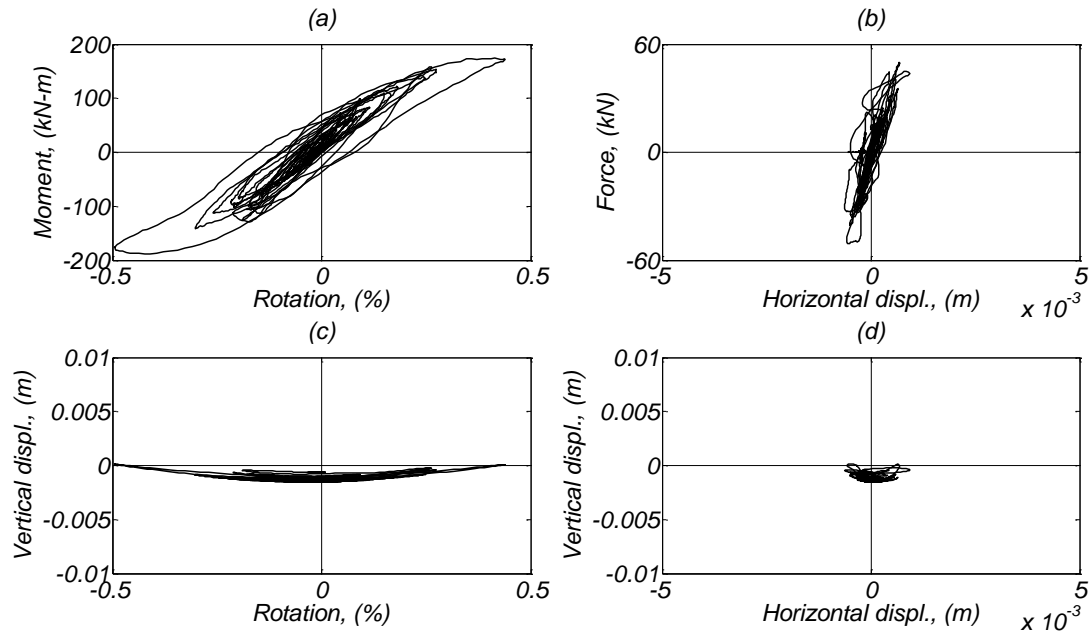 (a)
200
100
0
-100
-200
-0.5
0
0.5
Moment, (kN-m)
Rotation, (%)
(b)
60
0
-60
-5
0
5
x 10-3
Force, (kN)
Horizontal displ., (m)
(c)
0.01
0.005
0
-0.005
-0.01
-0.5
0
0.5
Vertical displ., (m)
Rotation, (%)
(d)
0.01
0.005
0
-0.005
-0.01
-5
0
5
x 10-3
Vertical displ., (m)
Horizontal displ., (m)